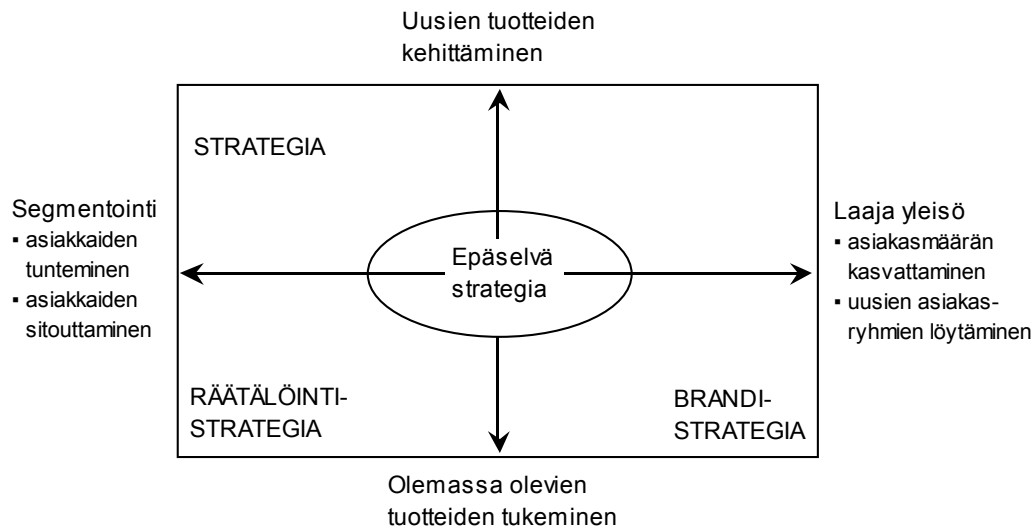 Uusien tuotteiden
kehittäminen
STRATEGIA
Segmentointi
▪ asiakkaiden
tunteminen
▪ asiakkaiden
sitouttaminen
Epäselvä
strategia
Laaja yleisö
▪ asiakasmäärän
kasvattaminen
▪ uusien asiakas-
ryhmien löytäminen
RÄÄTÄLÖINTI-
STRATEGIA
BRANDI-
STRATEGIA
Olemassa olevien
tuotteiden tukeminen